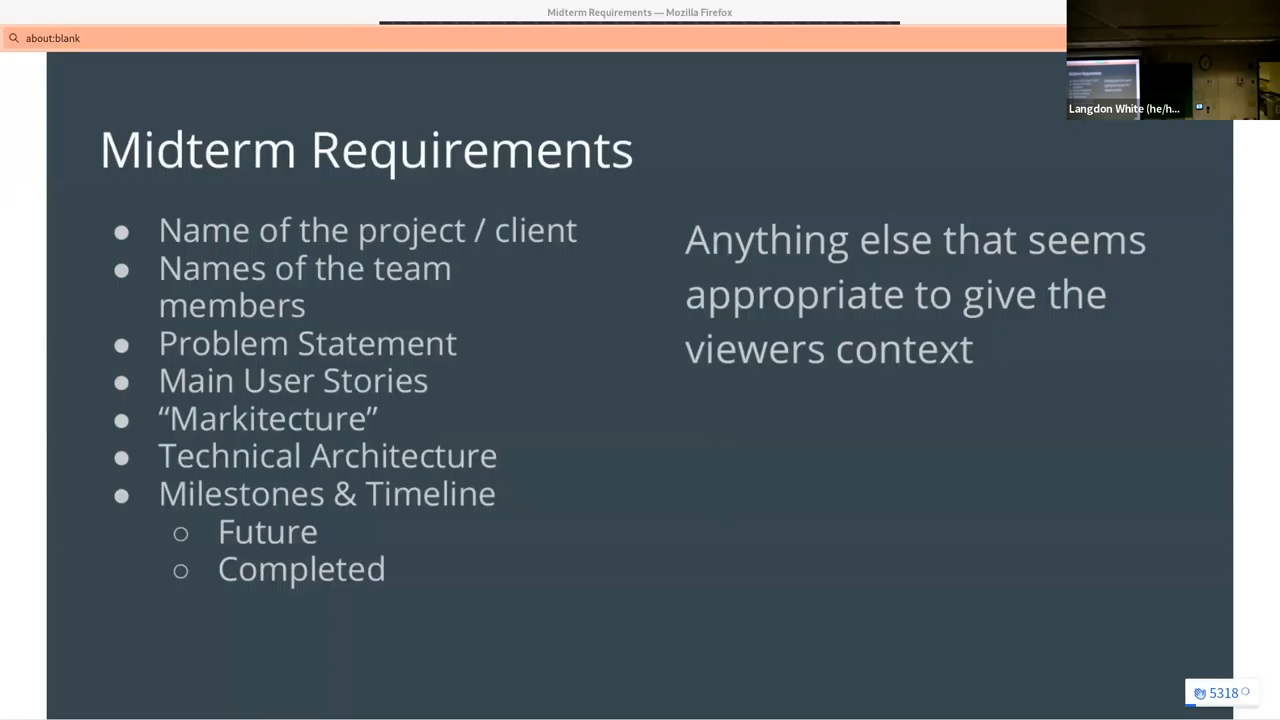 Midterm Requirements — Mozilla Firefox
about:blank
Langdon White (he/h...
Midterm Requirements
● Name of the project / client
● Names of the team
members
● Problem Statement
● Main User Stories
● “Markitecture”
● Technical Architecture
● Milestones & Timeline
○ Future
○ Completed
Anything else that seems
appropriate to give the
viewers context
5318